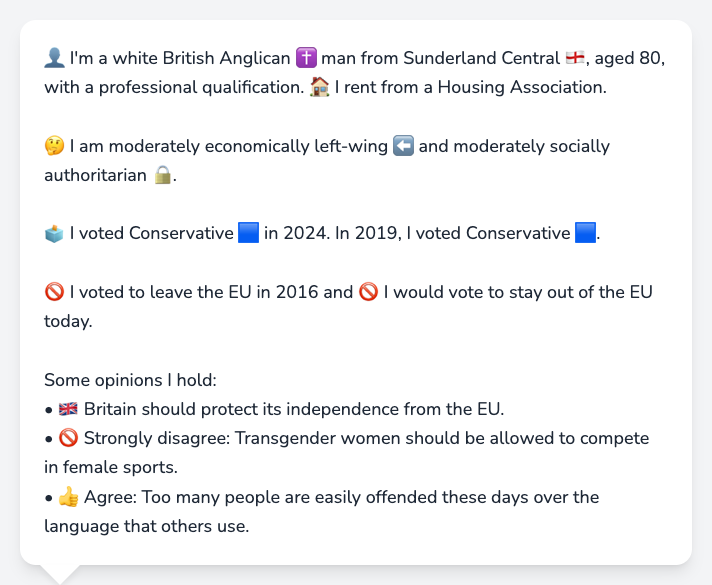 👤 I'm a white British Anglican ✝️ man from Sunderland Central 🏴󠁧󠁢󠁥󠁮󠁧󠁿, aged 80,
with a professional qualification. 🏠 I rent from a Housing Association.
🤔 I am moderately economically left-wing ⬅️ and moderately socially
authoritarian 🔒.
🗳️ I voted Conservative 🟦 in 2024. In 2019, I voted Conservative 🟦.
🚫 I voted to leave the EU in 2016 and 🚫 I would vote to stay out of the EU
today.
Some opinions I hold:
• 🇬🇧 Britain should protect its independence from the EU.
• 🚫 Strongly disagree: Transgender women should be allowed to compete
in female sports.
• 👍 Agree: Too many people are easily offended these days over the
language that others use.